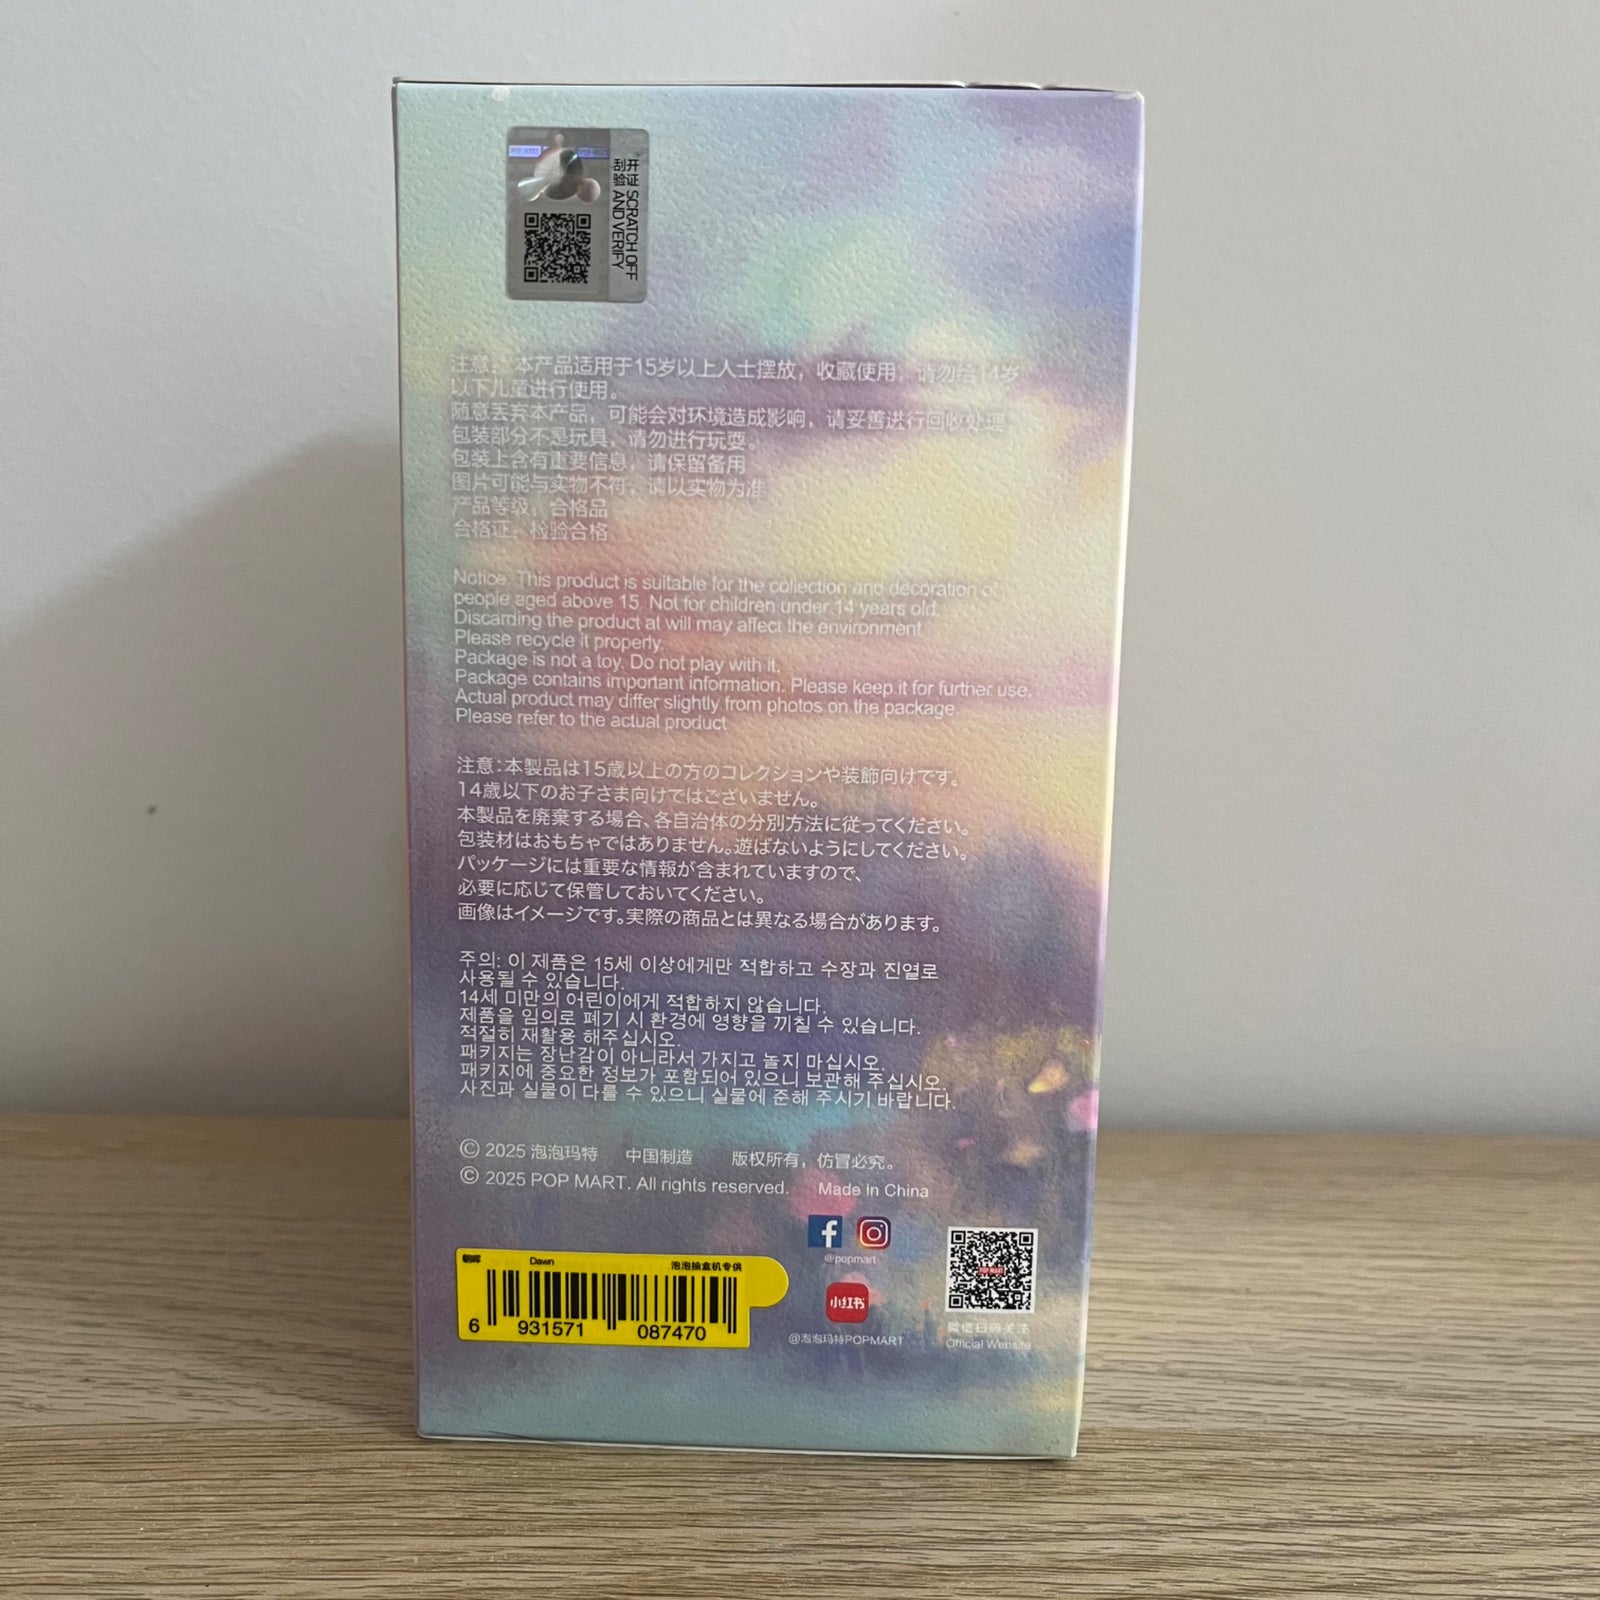 开证 SCRATCH OFF
刮验 AND VERIFY
注意：本产品适用于15岁以上人士摆放，收藏使用，请勿给14岁
以下儿童进行使用。
随意丢弃本产品，可能会对环境造成影响，请妥善进行回收处理
包装部分不是玩具，请勿进行玩耍。
包装上含有重要信息，请保留备用
图片可能与实物不符，请以实物为准
产品等级：合格品
合格证：检验合格
Notice: This product is suitable for the collection and decoration of
people aged above 15. Not for children under 14 years old.
Discarding the product at will may affect the environment
Please recycle it properly.
Package is not a toy. Do not play with it.
Package contains important information. Please keep it for further use.
Actual product may differ slightly from photos on the package.
Please refer to the actual product
注意：本製品は15歳以上の方のコレクションや装飾向けです。
14歳以下のお子さま向けではございません。
本製品を廃棄する場合、各自治体の分別方法に従ってください。
包装材はおもちゃではありません。遊ばないようにしてください。
パッケージには重要な情報が含まれていますので、
必要に応じて保管しておいてください。
画像はイメージです。実際の商品とは異なる場合があります。
주의: 이 제품은 15세 이상에게만 적합하고 수장과 진열로
사용될 수 있습니다.
14세 미만의 어린이에게 적합하지 않습니다.
제품을 임의로 폐기 시 환경에 영향을 끼칠 수 있습니다.
적절히 재활용 해주십시오.
패키지는 장난감이 아니라서 가지고 놀지 마십시오.
패키지에 중요한 정보가 포함되어 있으니 보관해 주십시오.
사진과 실물이 다를 수 있으니 실물에 준해 주시기 바랍니다.
© 2025 泡泡玛特 中国制造 版权所有，仿冒必究。
© 2025 POP MART. All rights reserved. Made in China
@popmart
朝晖 Dawn 泡泡抽盒机专供
6 931571 087470
小红书
@泡泡玛特POPMART
POP MART
微信扫码关注
Official Website